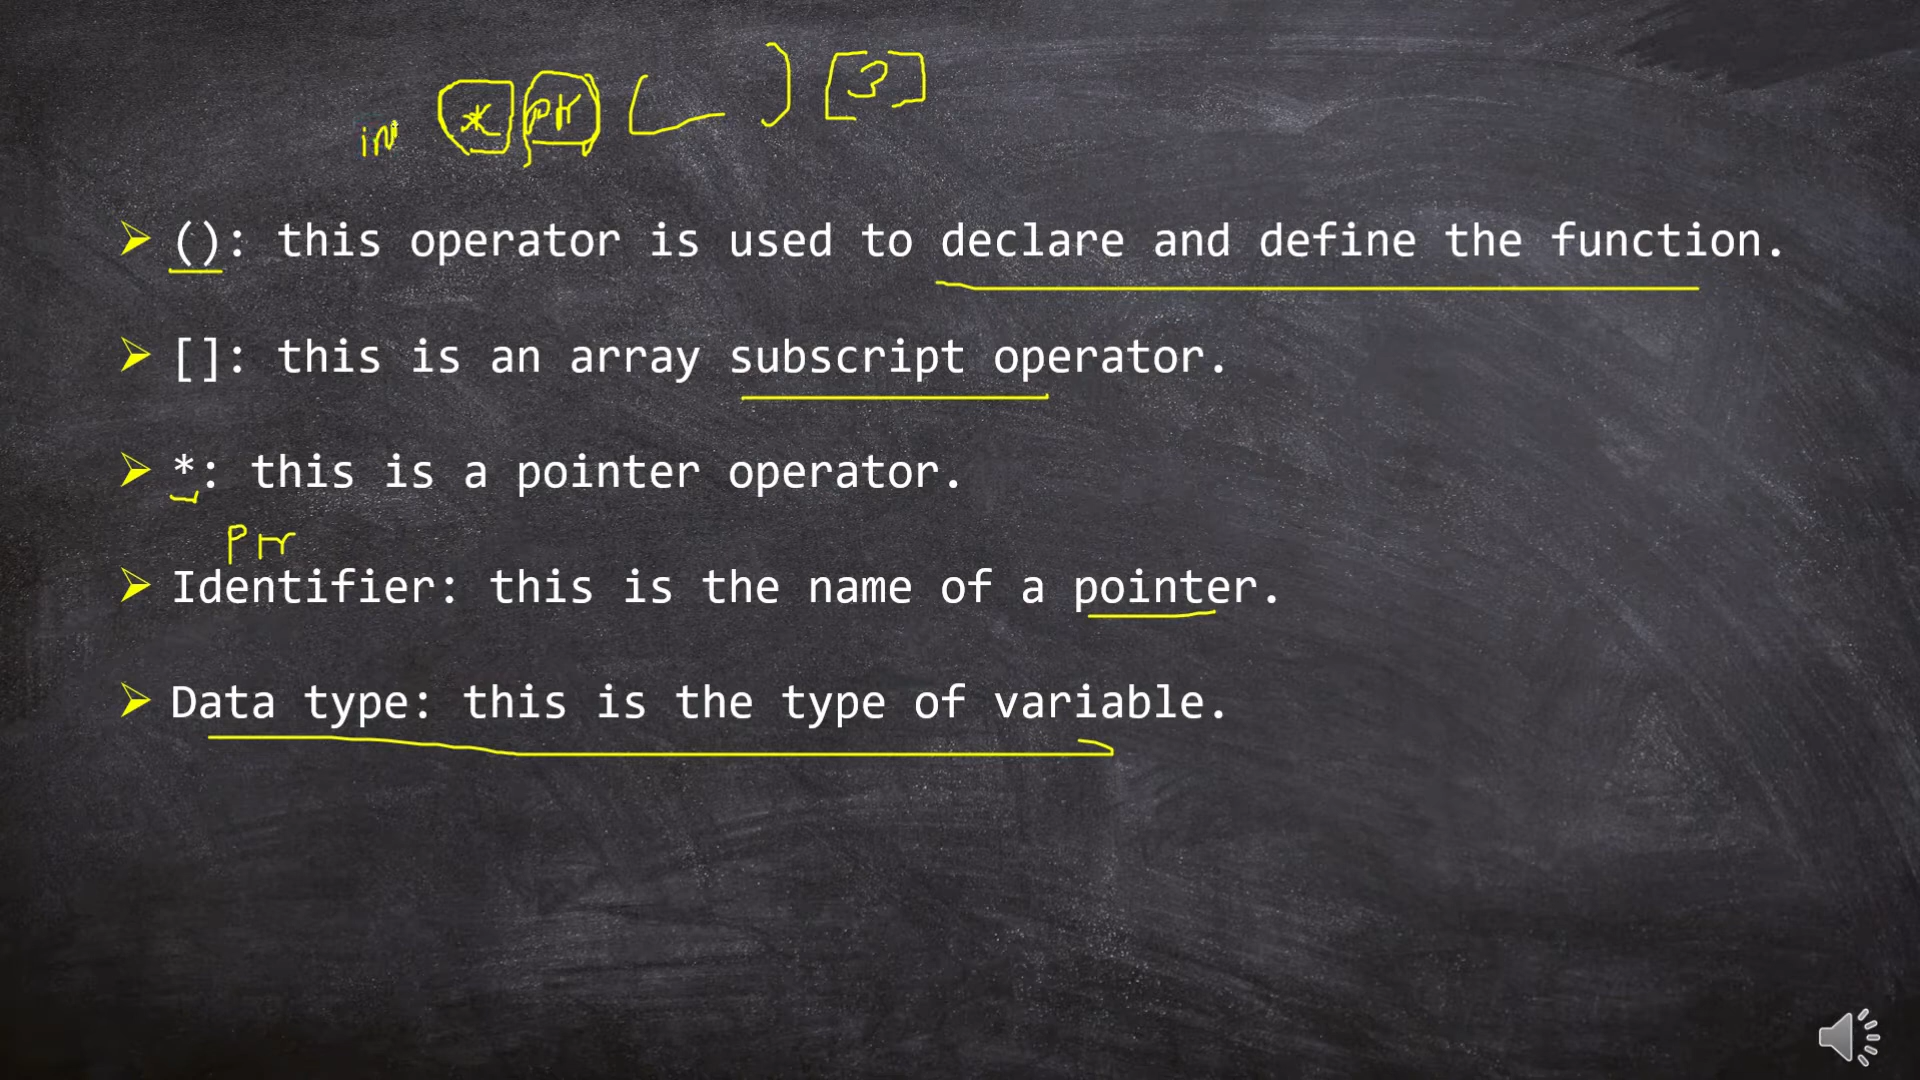 int * ptr ( ) [3]
(): this operator is used to declare and define the function.
[]: this is an array subscript operator.
*: this is a pointer operator.
Ptr
Identifier: this is the name of a pointer.
Data type: this is the type of variable.